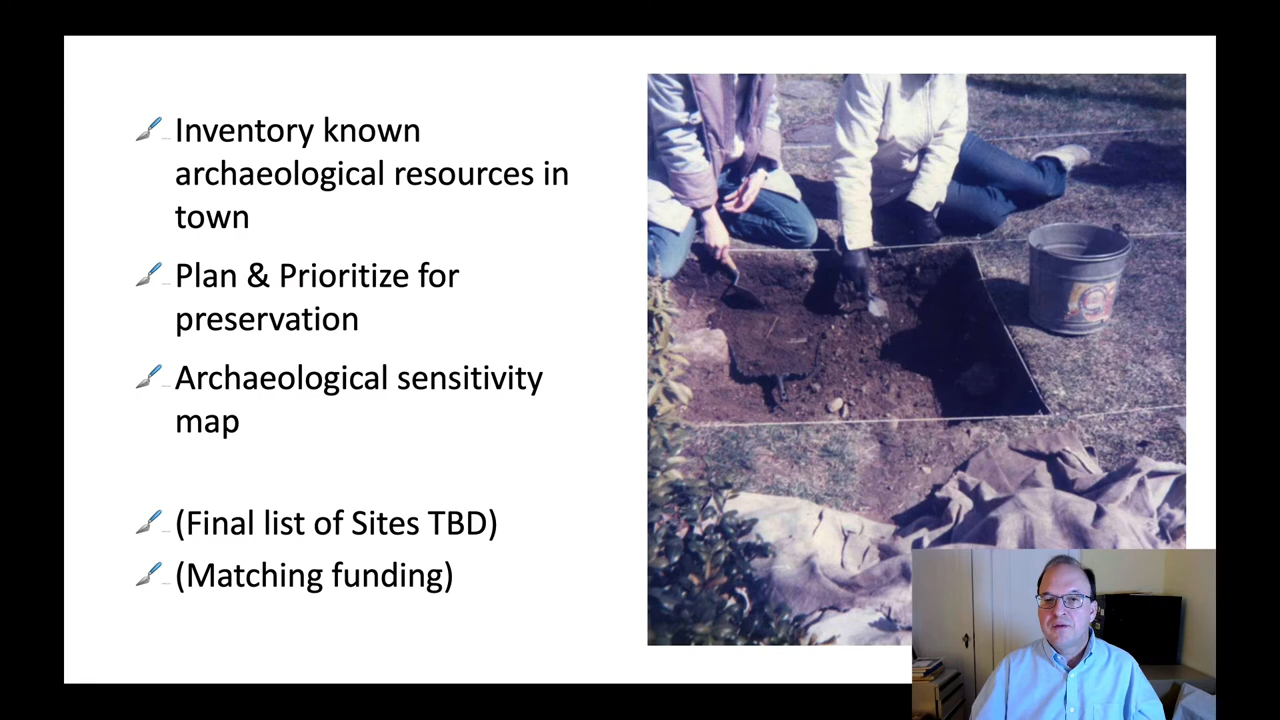 Inventory known
archaeological resources in
town
Plan & Prioritize for
preservation
Archaeological sensitivity
map
(Final list of Sites TBD)
(Matching funding)